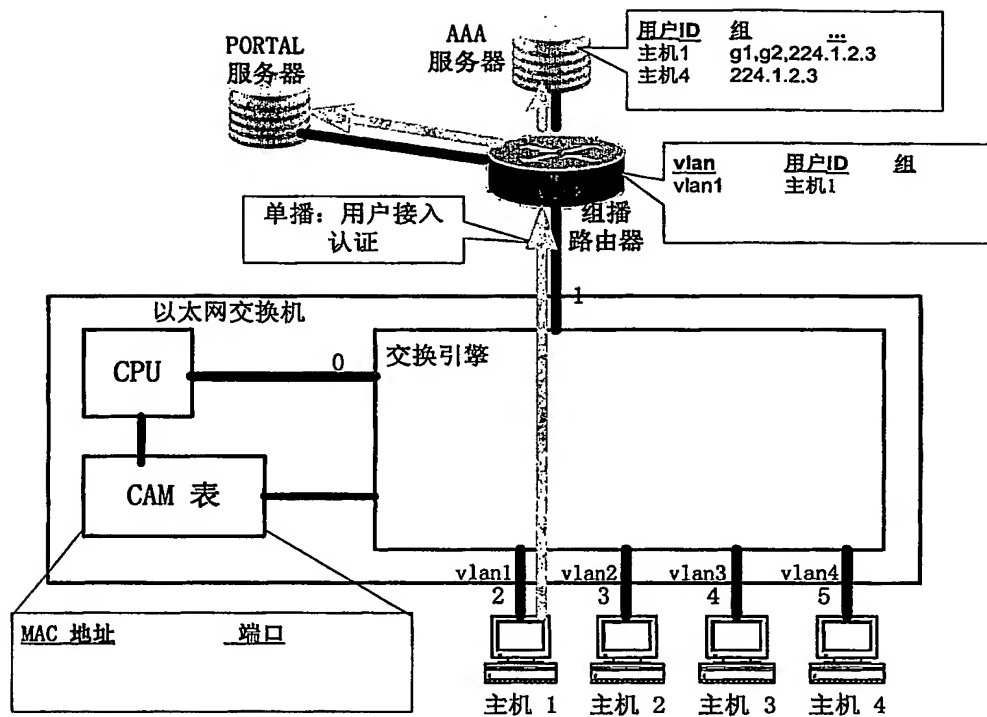 PORTAL
服务器
AAA
服务器
用户ID 组 ...
主机1 g1,g2,224.1.2.3
主机4 224.1.2.3
vlan 用户ID 组
vlan1 主机1
单播：用户接入
认证
组播
路由器
1
以太网交换机
CPU
0
交换引擎
CAM 表
vlan1 vlan2 vlan3 vlan4
2 3 4 5
MAC 地址 端口
主机 1 主机 2 主机 3 主机 4